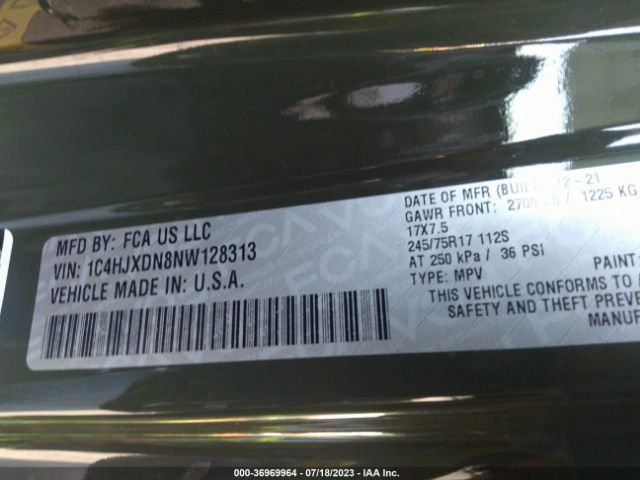 MFD BY: FCA US LLC
VIN: 1C4HJXDN8NW128313
VEHICLE MADE IN: U.S.A.
DATE OF MFR (BUILT) 12-21
GAWR FRONT: 1225 KG
17X7.5
245/75R17 112S
AT 250 kPa / 36 PSI
TYPE: MPV
PAINT:
THIS VEHICLE CONFORMS TO
SAFETY AND THEFT PREVE
MANUF
000-36969964 - 07/18/2023 - IAA Inc.